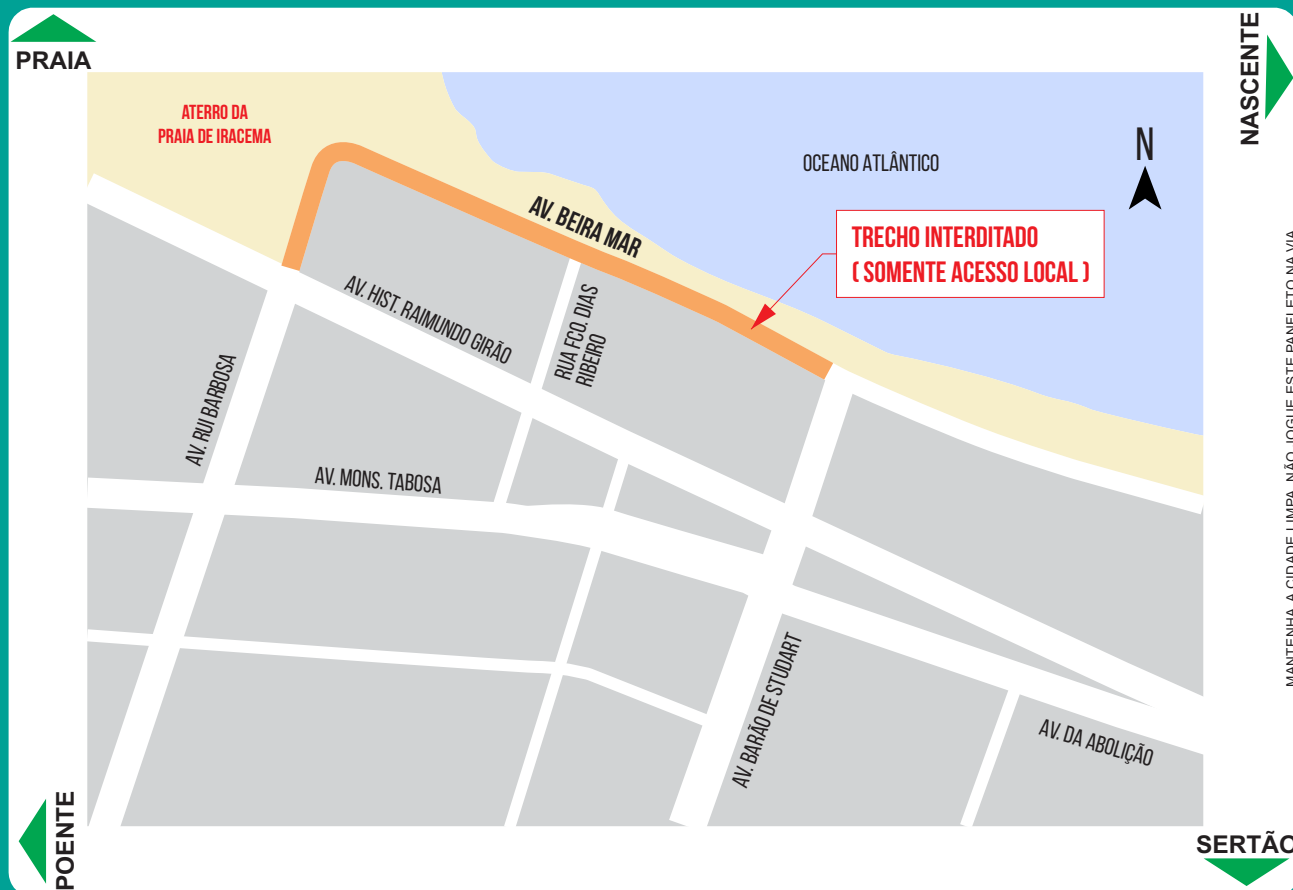 PRAIA
NASCENTE
ATERRO DA
PRAIA DE IRACEMA
OCEANO ATLÂNTICO
N
AV. BEIRA MAR
TRECHO INTERDITADO
( SOMENTE ACESSO LOCAL )
AV. HIST. RAIMUNDO GIRÃO
RUA FCO. DIAS
RIBEIRO
AV. RUI BARBOSA
AV. MONS. TABOSA
AV. BARÃO DE STUDART
AV. DA ABOLIÇÃO
MANTENHA A CIDADE LIMPA. NÃO JOGUE ESTE PANFLETO NA VIA
POENTE
SERTÃO